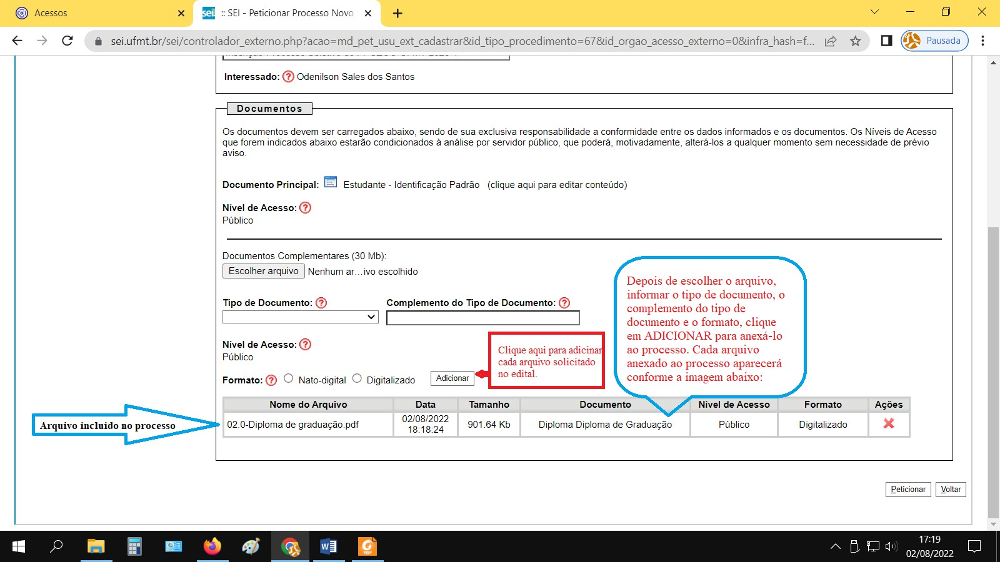 Acessos
:: SEI - Peticionar Processo Novo
sei.ufmt.br/sei/controlador_externo.php?acao=md_pet_usu_ext_cadastrar&id_tipo_procedimento=67&id_orgao_acesso_externo=0&infra_hash=f...
Pausada
Interessado: ? Odenilson Sales dos Santos
Documentos
Os documentos devem ser carregados abaixo, sendo de sua exclusiva responsabilidade a conformidade entre os dados informados e os documentos. Os Níveis de Acesso
que forem indicados abaixo estarão condicionados à análise por servidor público, que poderá, motivadamente, alterá-los a qualquer momento sem necessidade de prévio
aviso.
Documento Principal: Estudante - Identificação Padrão (clique aqui para editar conteúdo)
Nível de Acesso: ?
Público
Documentos Complementares (30 Mb):
Escolher arquivo Nenhum ar...ivo escolhido
Tipo de Documento: ? Complemento do Tipo de Documento: ?
Nível de Acesso: ?
Público
Formato: ? Nato-digital Digitalizado Adicionar
Clique aqui para adicinar
cada arquivo solicitado
no edital.
Depois de escolher o arquivo,
informar o tipo de documento, o
complemento do tipo de
documento e o formato, clique
em ADICIONAR para anexá-lo
ao processo. Cada arquivo
anexado ao processo aparecerá
conforme a imagem abaixo:
Nome do Arquivo Data Tamanho Documento Nível de Acesso Formato Ações
Arquivo incluido no processo
02.0-Diploma de graduação.pdf 02/08/2022 18:18:24 901.64 Kb Diploma Diploma de Graduação Público Digitalizado
Peticionar Voltar
17:19
02/08/2022